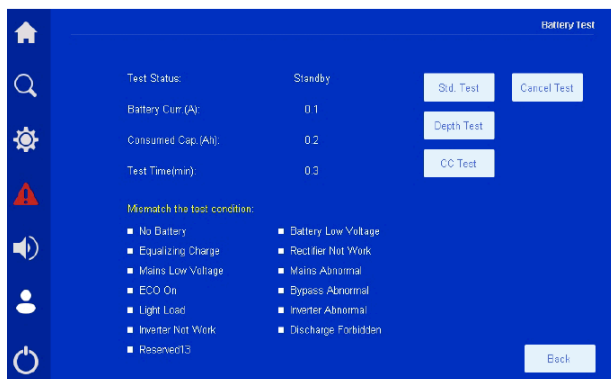 Battery Test
Test Status: Standby
Std. Test Cancel Test
Battery Curr.(A): 0.1
Depth Test
Consumed Cap.(Ah): 0.2
CC Test
Test Time(min): 0.3
Mismatch the test condition:
No Battery Battery Low Voltage
Equalizing Charge Rectifier Not Work
Mains Low Voltage Mains Abnormal
ECO On Bypass Abnormal
Light Load Inverter Abnormal
Inverter Not Work Discharge Forbidden
Reserved13
Back